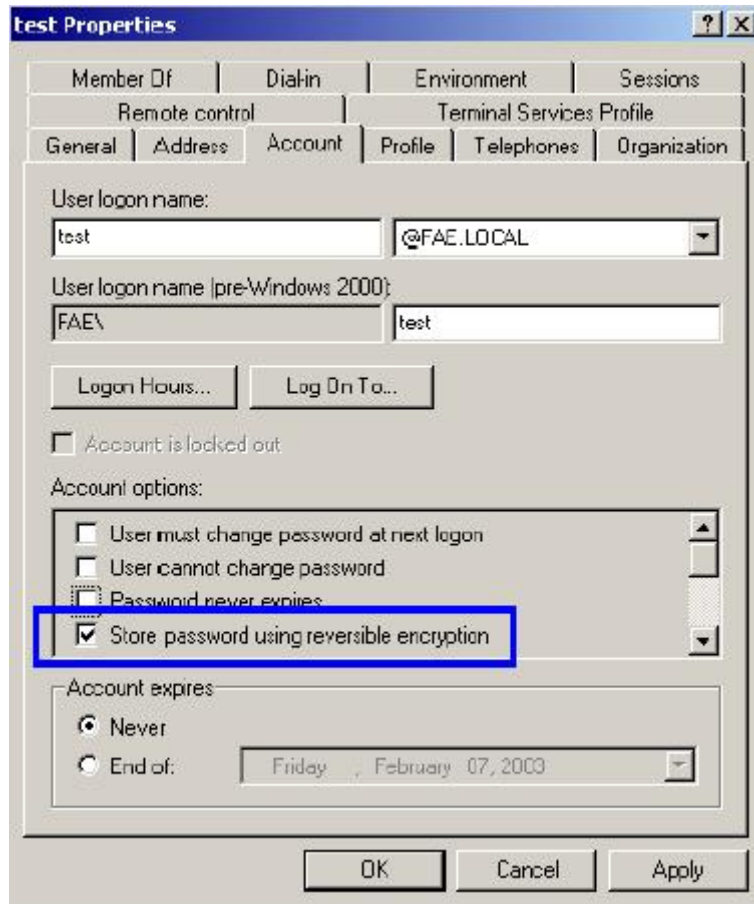 test Properties
Member Of Dial-in Environment Sessions
Remote control Terminal Services Profile
General Address Account Profile Telephones Organization
User logon name:
test @FAE.LOCAL
User logon name (pre-Windows 2000):
FAE\ test
Logon Hours... Log On To...
Account is locked out
Account options:
User must change password at next logon
User cannot change password
Password never expires
Store password using reversible encryption
Account expires
Never
End of: Friday , February 07, 2003
OK Cancel Apply